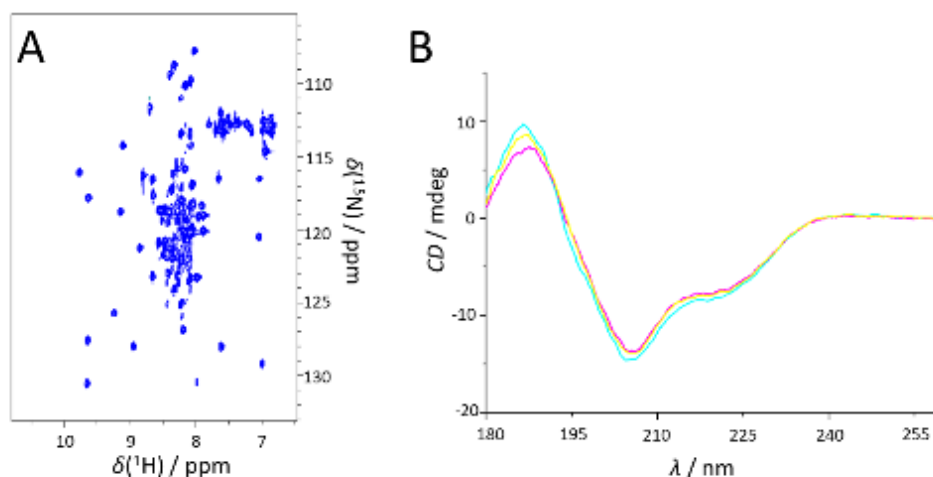 A
110
115
120
125
130
δ(¹⁵N) / ppm
10 9 8 7
δ(¹H) / ppm
B
10
0
-10
-20
CD / mdeg
180 195 210 225 240 255
λ / nm